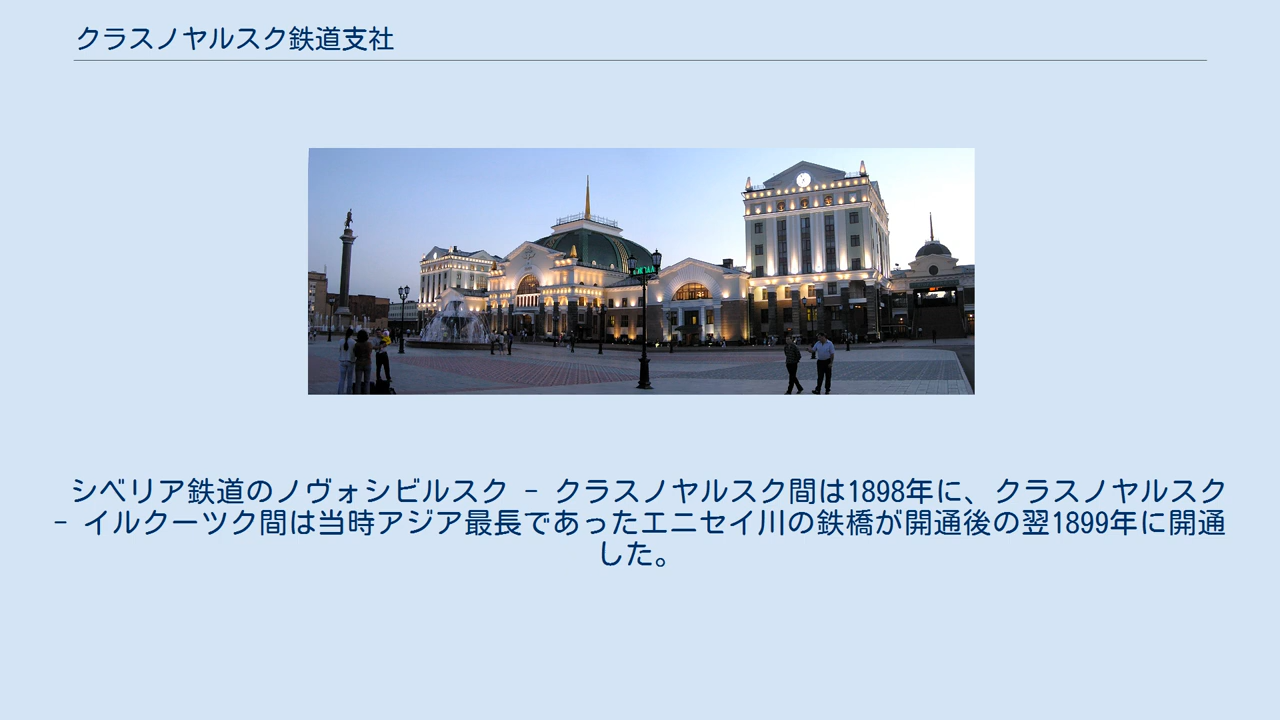 クラスノヤルスク鉄道支社
シベリア鉄道のノヴォシビルスク - クラスノヤルスク間は1898年に、クラスノヤルスク
- イルクーツク間は当時アジア最長であったエニセイ川の鉄橋が開通後の翌1899年に開通
した。